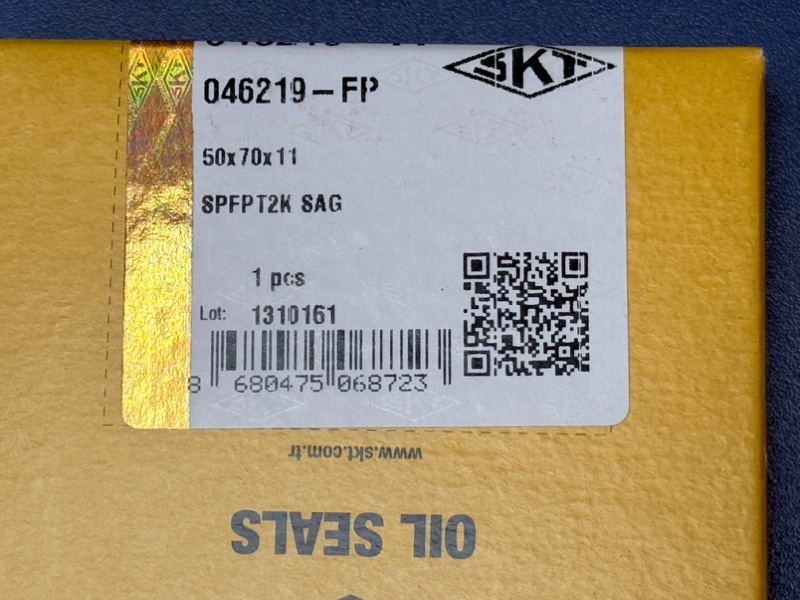 SKT
046219-FP
50x70x11
SPFPT2K SAG
1 pcs
Lot: 1310161
8 680475 068723
www.skt.com.tr
OIL SEALS